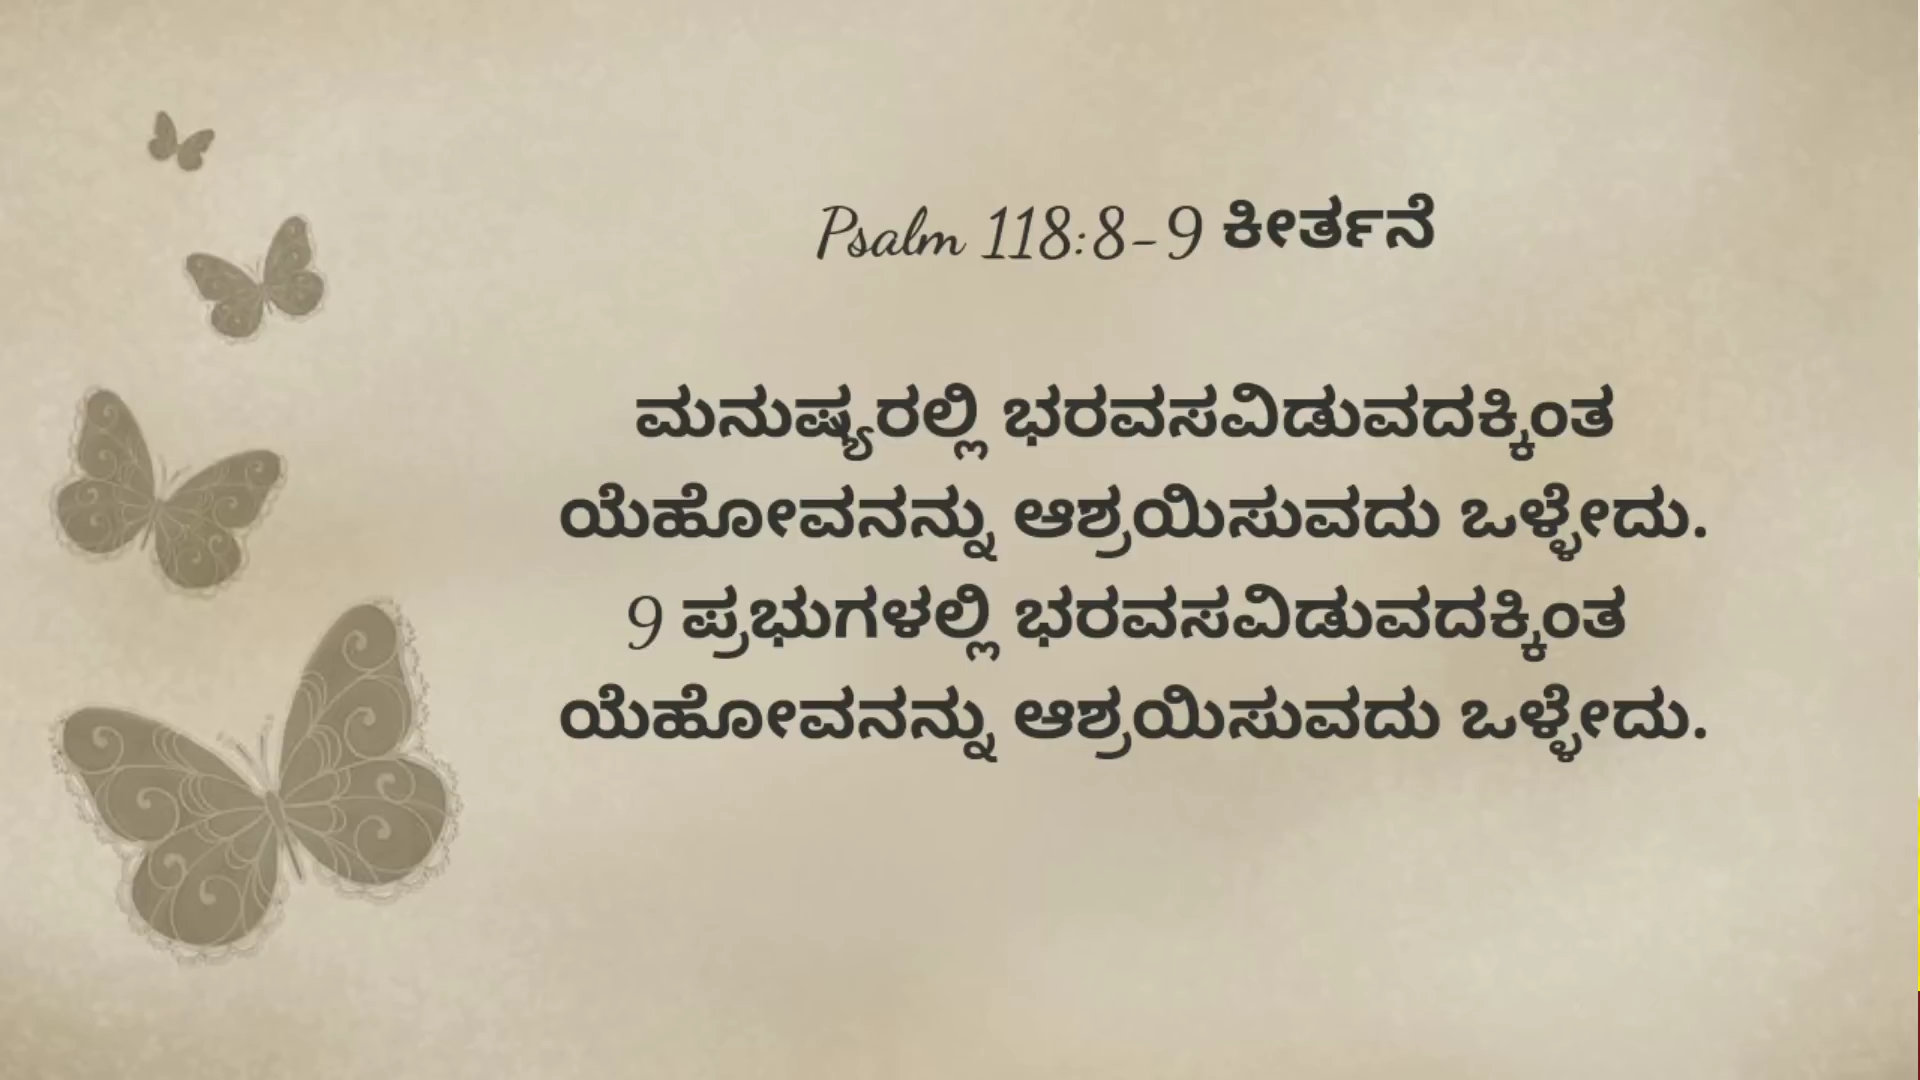 Psalm 118:8-9 ಕೀರ್ತನೆ
ಮನುಷ್ಯರಲ್ಲಿ ಭರವಸವಿಡುವದಕ್ಕಿಂತ
ಯೆಹೋವನನ್ನು ಆಶ್ರಯಿಸುವದು ಒಳ್ಳೇದು.
9 ಪ್ರಭುಗಳಲ್ಲಿ ಭರವಸವಿಡುವದಕ್ಕಿಂತ
ಯೆಹೋವನನ್ನು ಆಶ್ರಯಿಸುವದು ಒಳ್ಳೇದು.